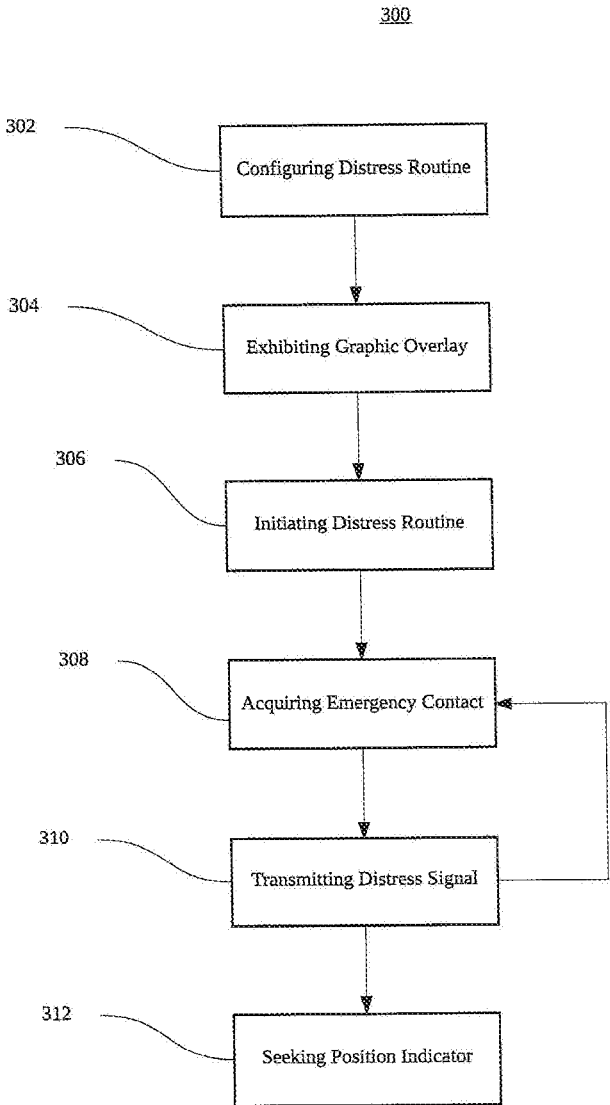 300
302
Configuring Distress Routine
304
Exhibiting Graphic Overlay
306
Initiating Distress Routine
308
Acquiring Emergency Contact
310
Transmitting Distress Signal
312
Seeking Position Indicator